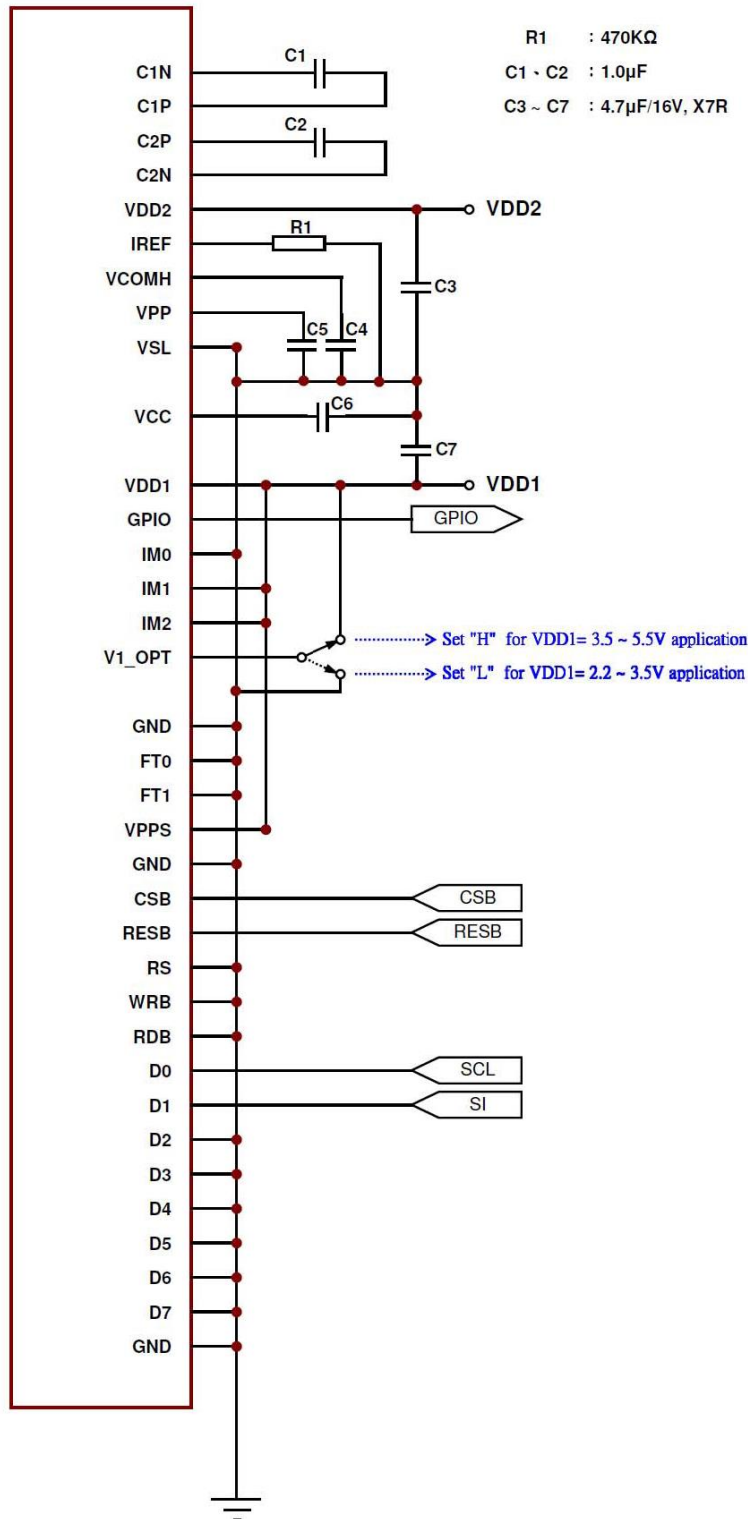 R1 : 470KΩ
C1、C2 : 1.0μF
C3 ~ C7 : 4.7μF/16V, X7R
C1N
C1
C1P
C2P
C2
C2N
VDD2
VDD2
IREF
R1
VCOMH
C3
VPP
C5
C4
VSL
VCC
C6
C7
VDD1
VDD1
GPIO
GPIO
IM0
IM1
IM2
Set "H" for VDD1= 3.5 ~ 5.5V application
V1_OPT
Set "L" for VDD1= 2.2 ~ 3.5V application
GND
FT0
FT1
VPPS
GND
CSB
CSB
RESB
RESB
RS
WRB
RDB
D0
SCL
D1
SI
D2
D3
D4
D5
D6
D7
GND